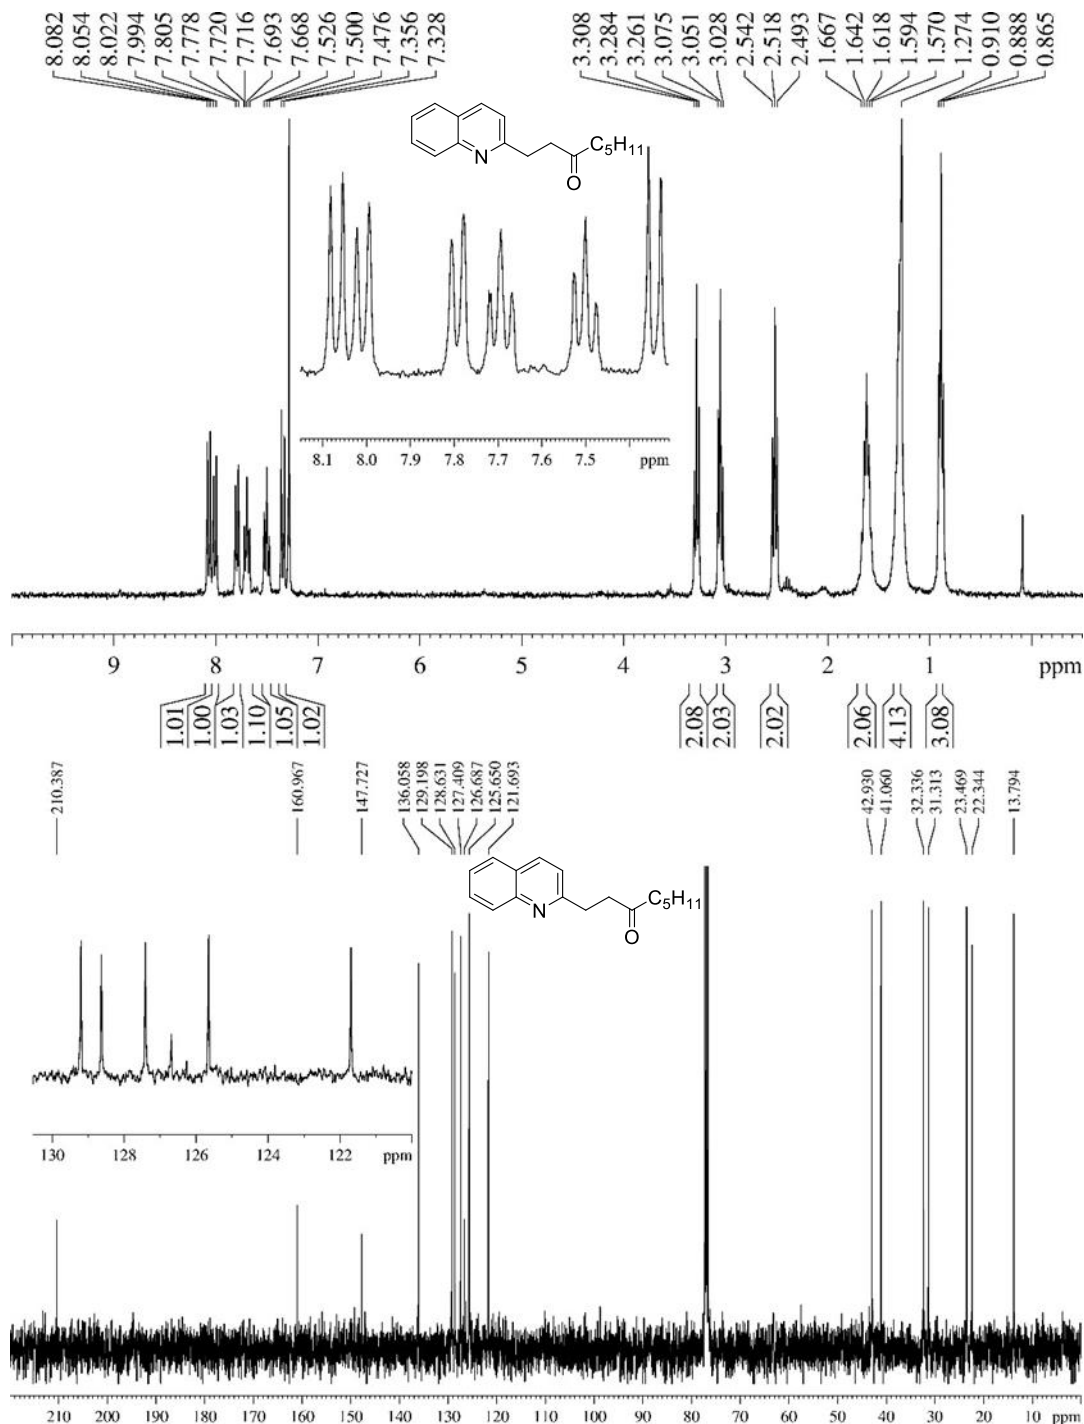 8.082 8.054 8.022 7.994 7.805 7.778 7.720 7.716 7.693 7.668 7.526 7.500 7.476 7.356 7.328
3.308 3.284 3.261 3.075 3.051 3.028 2.542 2.518 2.493 1.667 1.642 1.618 1.594 1.570 1.274 0.910 0.888 0.865
N
O
C5H11
8.1 8.0 7.9 7.8 7.7 7.6 7.5 ppm
9 8 7 6 5 4 3 2 1 ppm
1.01 1.00 1.03 1.10 1.05 1.02 2.08 2.03 2.02 2.06 4.13 3.08
210.387 160.967 147.727 136.058 129.198 128.631 127.409 126.687 125.650 121.693 42.930 41.060 32.336 31.313 23.469 22.344 13.794
N
O
C5H11
130 128 126 124 122 ppm
210 200 190 180 170 160 150 140 130 120 110 100 90 80 70 60 50 40 30 20 10 ppm